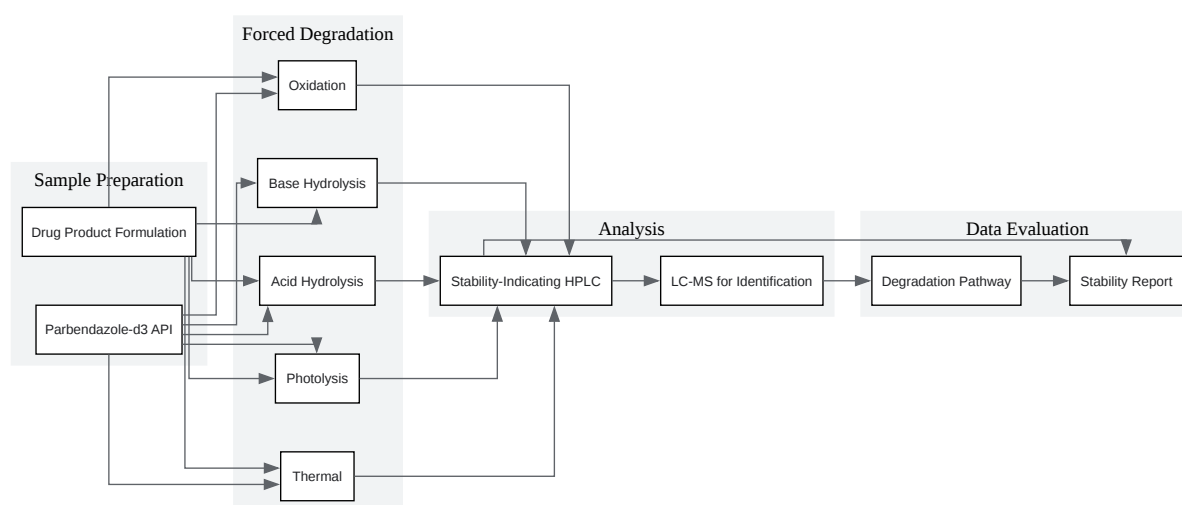 Forced Degradation
Oxidation
Sample Preparation
Base Hydrolysis
Drug Product Formulation
Analysis
Data Evaluation
Acid Hydrolysis
Stability-Indicating HPLC
LC-MS for Identification
Degradation Pathway
Stability Report
Parbendazole-d3 API
Photolysis
Thermal